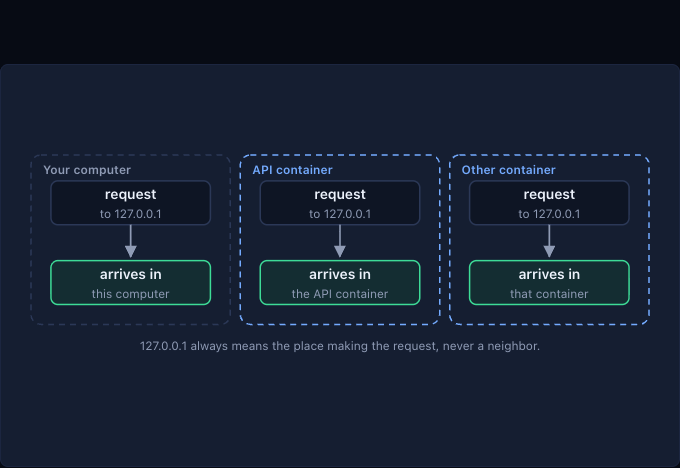 Your computer
request
to 127.0.0.1
arrives in
this computer
API container
request
to 127.0.0.1
arrives in
the API container
Other container
request
to 127.0.0.1
arrives in
that container
127.0.0.1 always means the place making the request, never a neighbor.